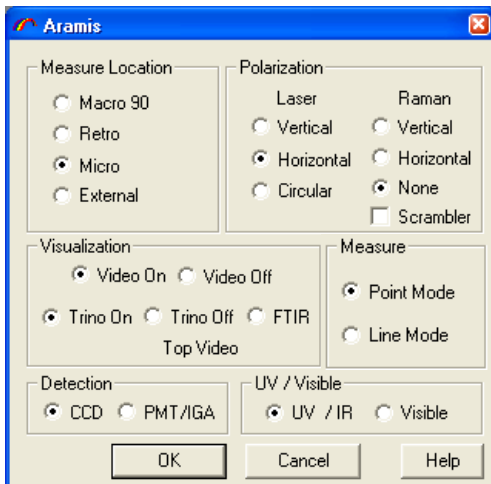 Aramis
Measure Location
Macro 90
Retro
Micro
External
Polarization
Laser
Vertical
Horizontal
Circular
Raman
Vertical
Horizontal
None
Scrambler
Visualization
Video On Video Off
Trino On Trino Off FTIR
Top Video
Measure
Point Mode
Line Mode
Detection
CCD PMT/IGA
UV / Visible
UV / IR Visible
OK Cancel Help